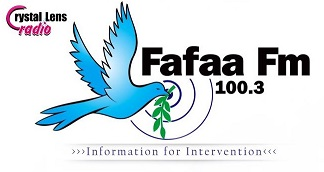 Crystal Lens
radio
Fafaa Fm
100.3
>>>Information for Intervention<<<